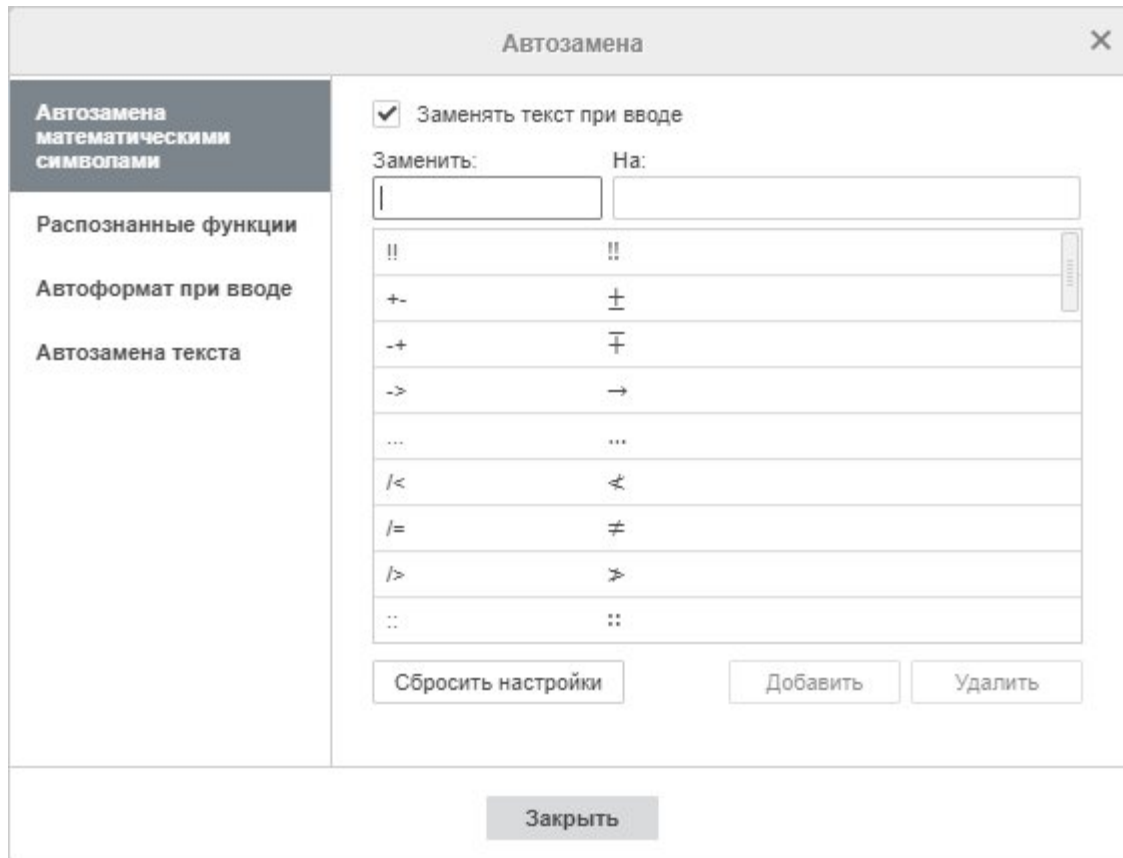 Автозамена
Автозамена
математическими
символами
Распознанные функции
Автоформат при вводе
Автозамена текста
Заменять текст при вводе
Заменить: На:
!! ‼
+- ±
-+ ∓
-> →
... …
/< ≮
/= ≠
/> ≯
:: ∷
Сбросить настройки Добавить Удалить
Закрыть